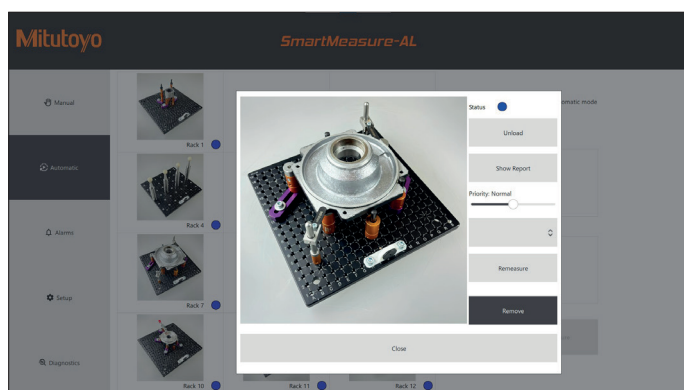 Mitutoyo
SmartMeasure-AL
Manual
Automatic
Alarms
Setup
Diagnostics
Rack 1
Rack 4
Rack 7
Rack 10
Rack 11
Rack 12
omatic mode
Status
Unload
Show Report
Priority: Normal
Remeasure
Remove
Close